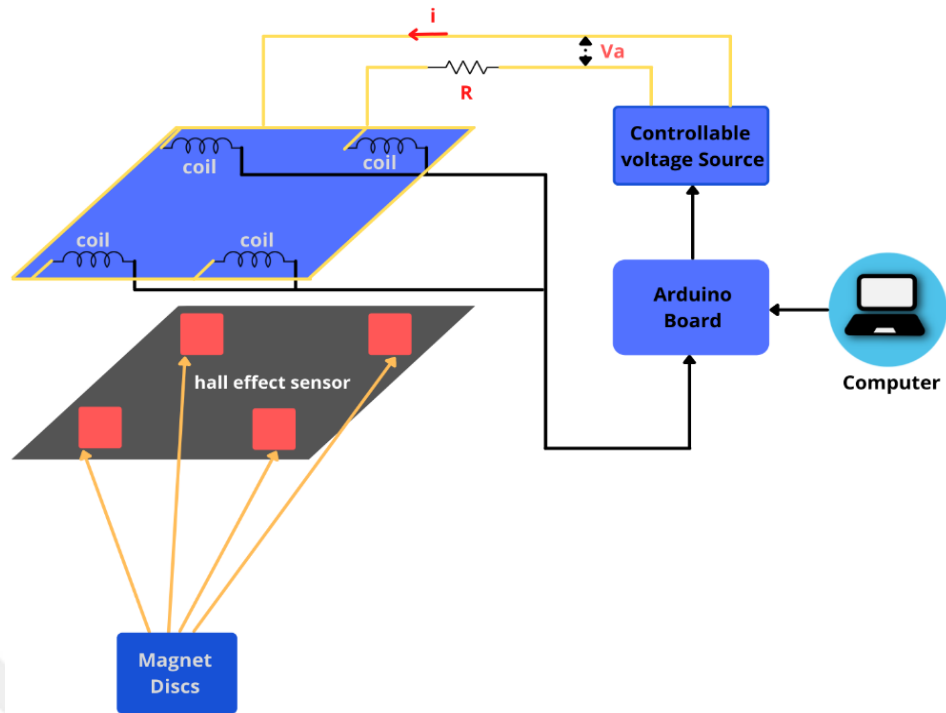 i
Va
R
Controllable
voltage Source
coil
coil
coil
coil
Arduino
Board
hall effect sensor
Computer
Magnet
Discs